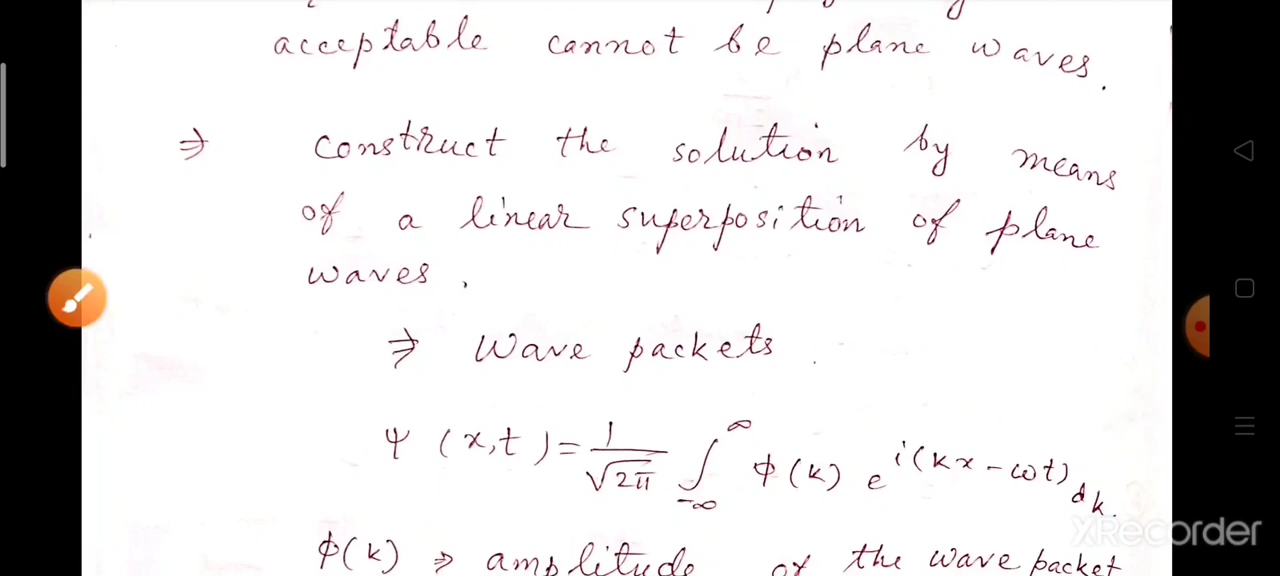 acceptable cannot be plane waves.
⇒ construct the solution by means
of a linear superposition of plane
waves.
⇒ Wave packets
Ψ (x,t) = 1/√2π ∫_{-∞}^{∞} Φ(k) e^{i(kx - ωt)} dk.
Φ(k) ⇒ amplitude of the wave packet
XRecorder